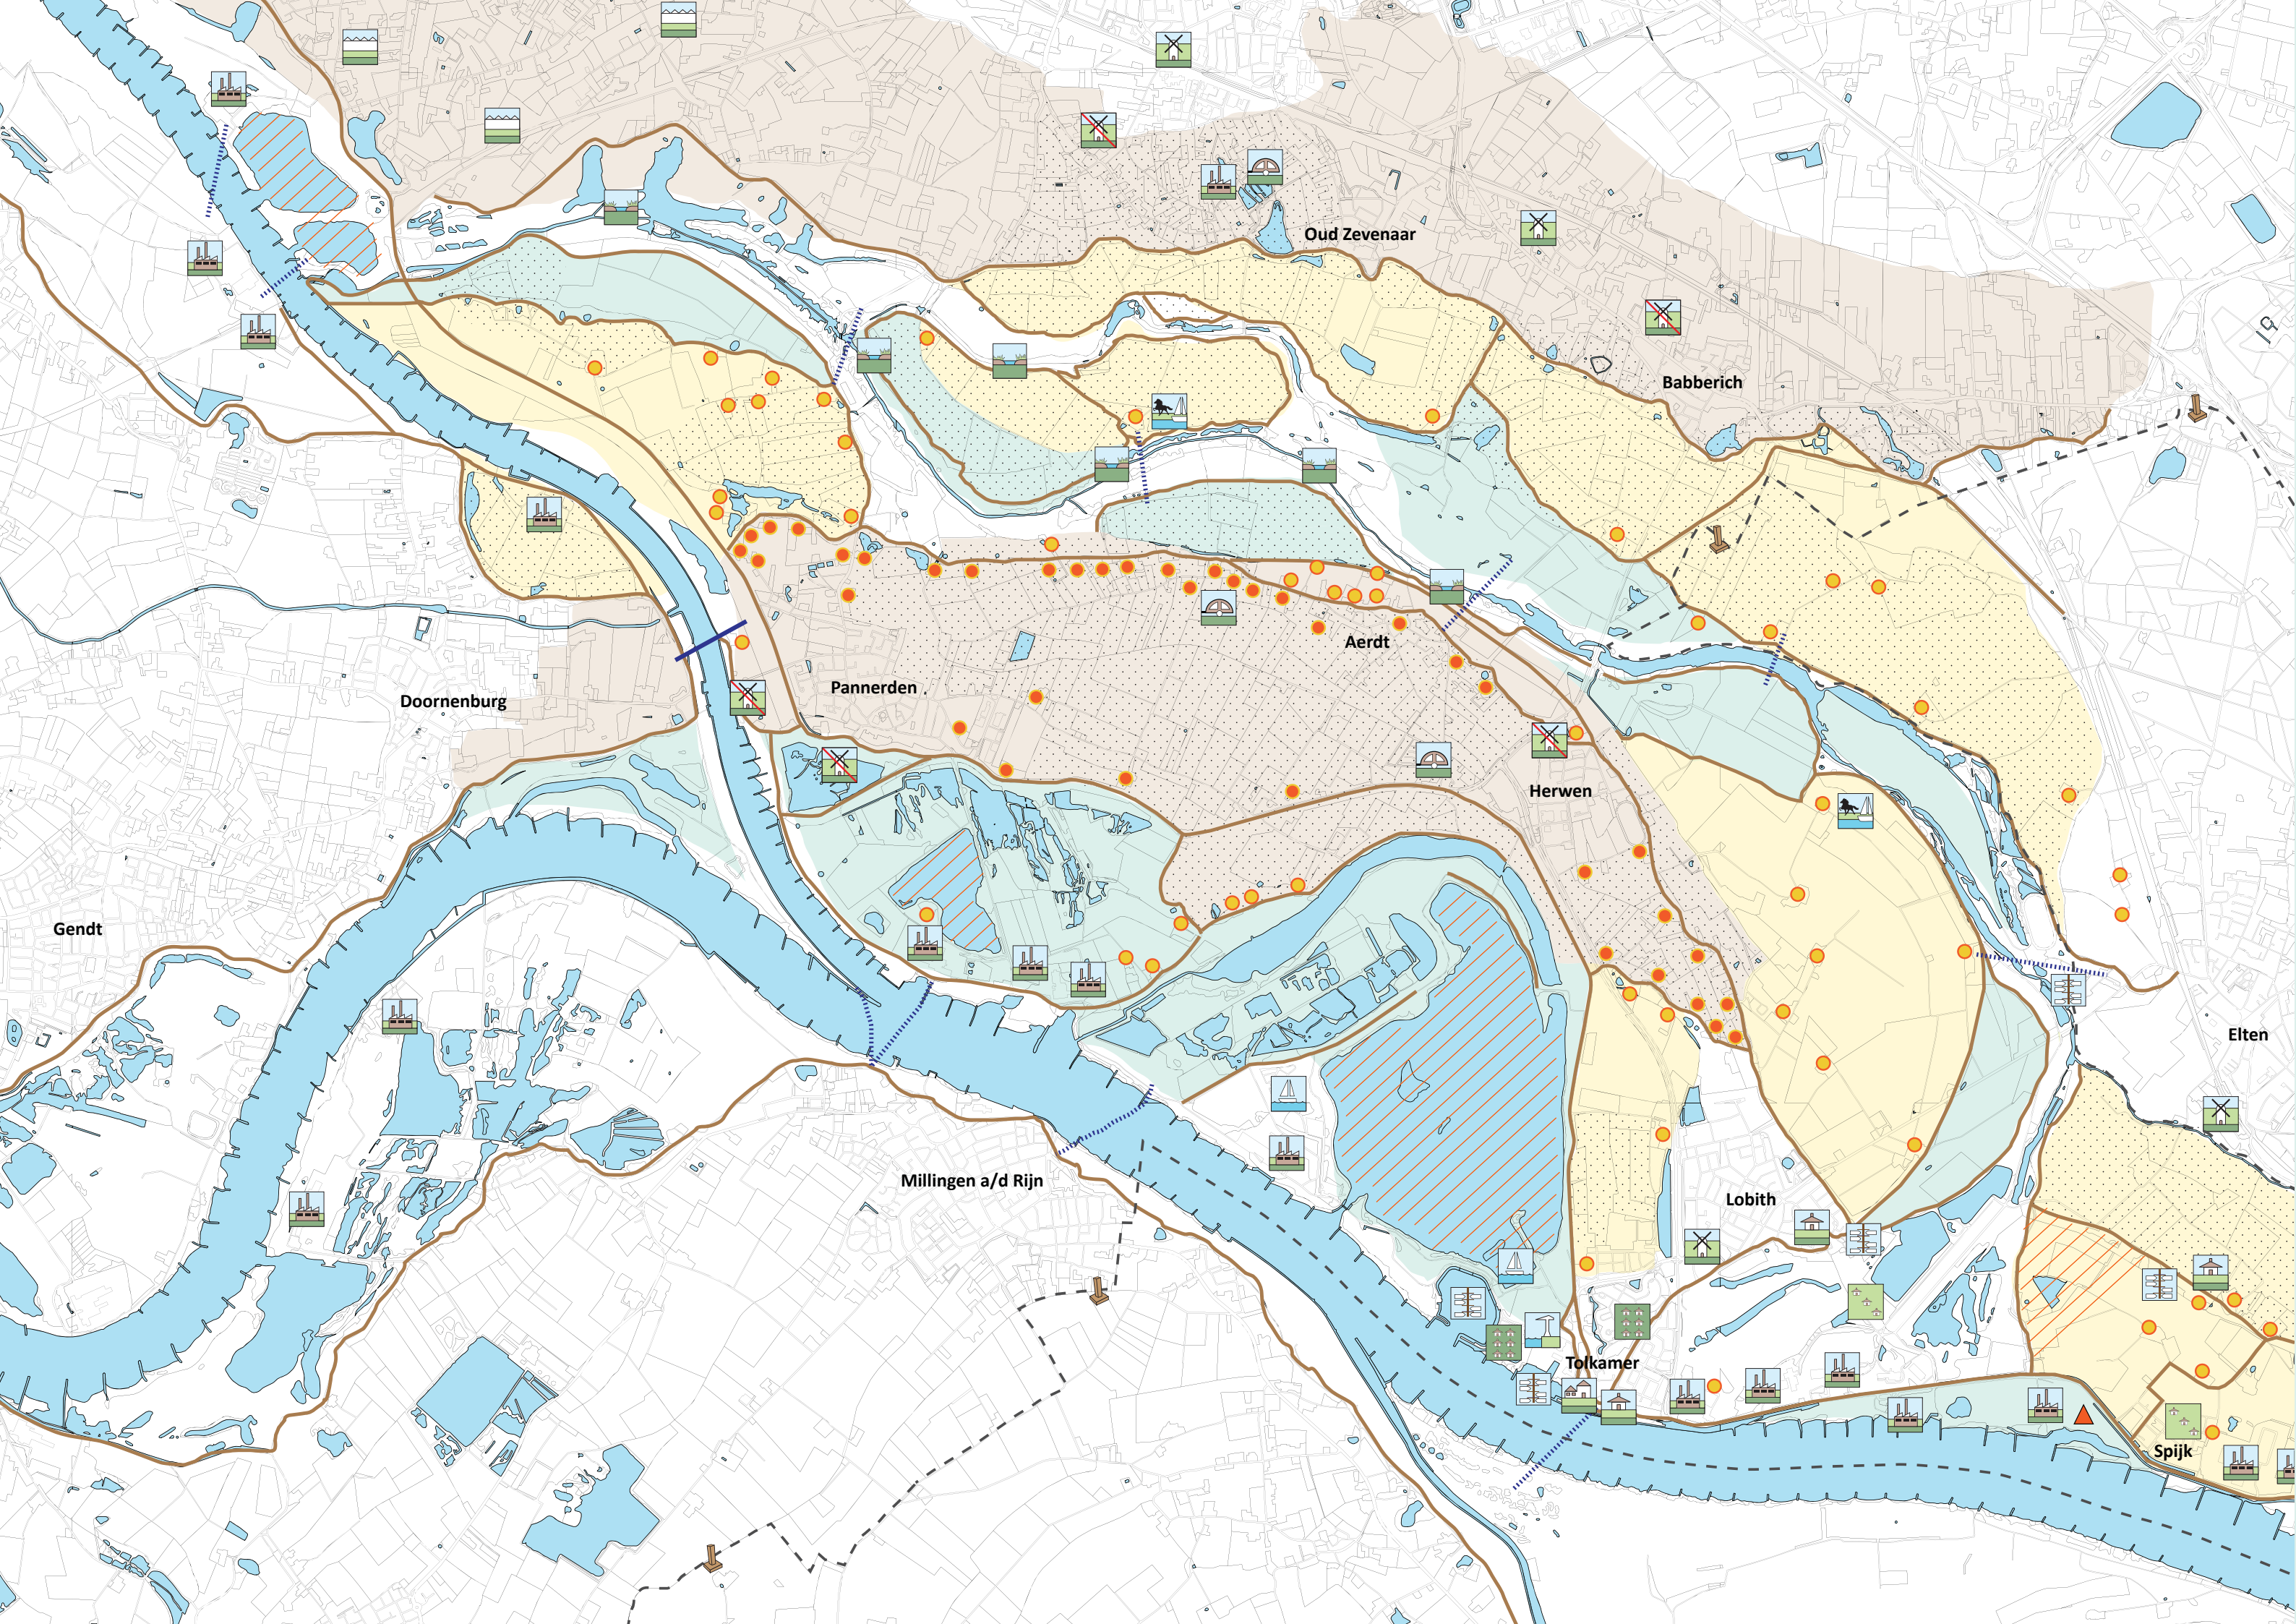 Oud Zevenaar
Babberich
Aerdt
Pannerden
Doornenburg
Herwen
Gendt
Elten
Millingen a/d Rijn
Lobith
Tolkamer
Spijk